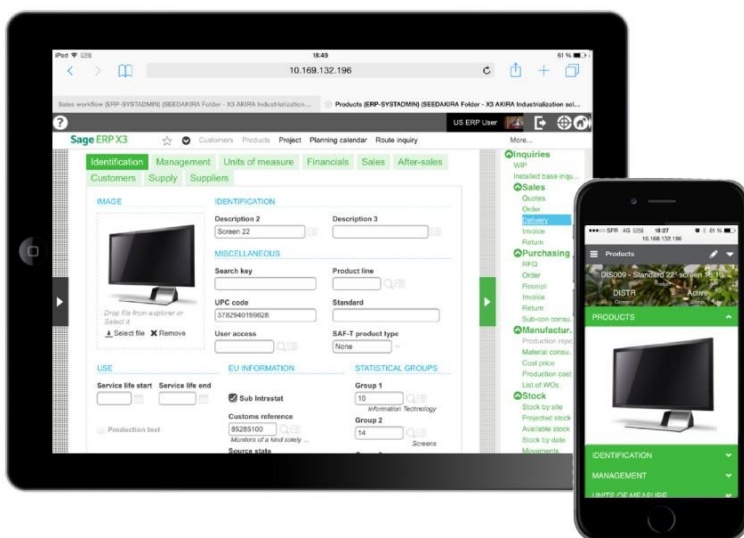 iPad
18:49
61 %
10.169.132.196
Sales workflow (ERP-SYSTADMIN) (SEEDAKIRA Folder - X3 AKIRA Industrialization...
Products (ERP-SYSTADMIN) (SEEDAKIRA Folder - X3 AKIRA Industrialization sol...
US ERP User
Sage ERP X3
Customers Products Project Planning calendar Route inquiry
More...
Identification Management Units of measure Financials Sales After-sales
Customers Supply Suppliers
IMAGE
Drop file from explorer or
Select it
Select file Remove
IDENTIFICATION
Description 2 Description 3
Screen 22
MISCELLANEOUS
Search key Product line
UPC code Standard
3782940199628
User access SAF-T product type
None
USE
Service life start Service life end
Production text
EU INFORMATION
Sub Intrastat
Customs reference
85285100
Monitors of a kind solely ...
Source state
STATISTICAL GROUPS
Group 1
10
Information Technology
Group 2
14
Screens
Inquiries
WIP
Installed base inqu...
Sales
Quotes
Order
Delivery
Invoice
Return
Purchasing
RFQ
Order
Receipt
Invoice
Return
Sub-con consu...
Manufactur...
Production
Material consu...
Cost price
Production cost
List of WOs
Stock
Stock by site
Projected stock
Available stock
Stock by date
Movements
SFR 4G 18:27 61 %
10.169.132.196
Products
DIS009 - Standard 22" screen 16:10
DISTR Active
PRODUCTS
IDENTIFICATION
MANAGEMENT
UNITS OF MEASURE